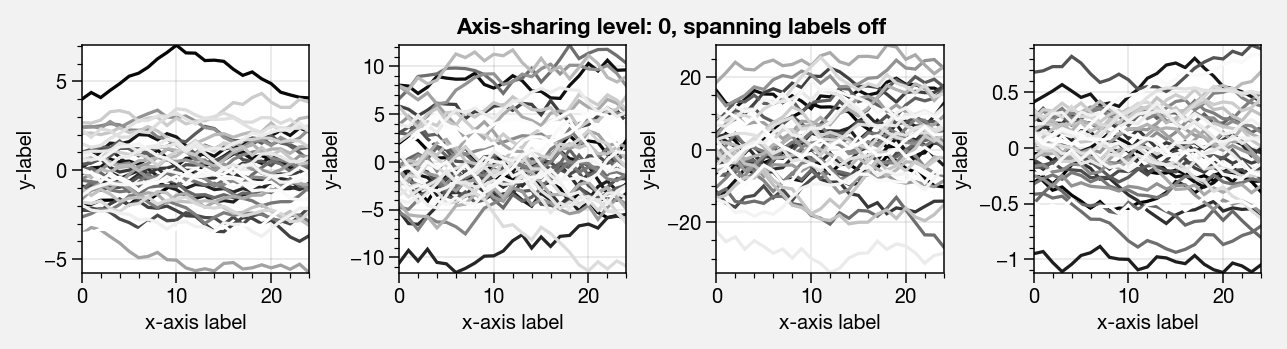 Axis-sharing level: 0, spanning labels off
y-label
5
0
−5
0 10 20
x-axis label
y-label
10
5
0
−5
−10
0 10 20
x-axis label
y-label
20
0
−20
0 10 20
x-axis label
y-label
0.5
0
−0.5
−1
0 10 20
x-axis label